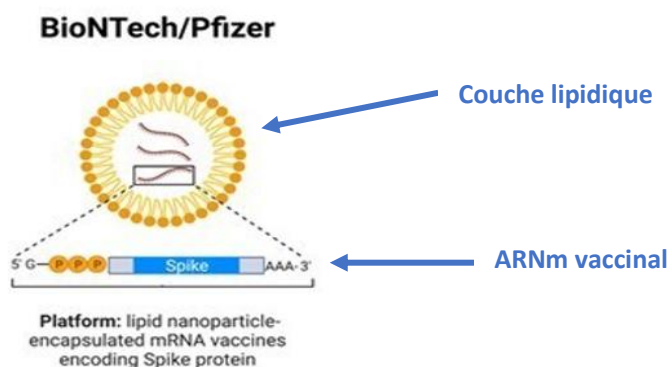 BioNTech/Pfizer
Couche lipidique
5' G
P P P
Spike
AAA-3'
ARNm vaccinal
Platform: lipid nanoparticle-
encapsulated mRNA vaccines
encoding Spike protein